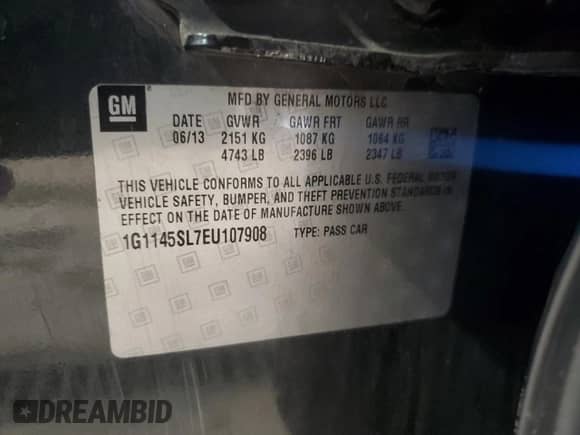 GM
MFD BY GENERAL MOTORS LLC
DATE GVWR GAWR FRT GAWR RR
06/13 2151 KG 1087 KG 1064 KG
4743 LB 2396 LB 2347 LB
THIS VEHICLE CONFORMS TO ALL APPLICABLE U.S. FEDERAL MOTOR
VEHICLE SAFETY, BUMPER, AND THEFT PREVENTION STANDARDS IN
EFFECT ON THE DATE OF MANUFACTURE SHOWN ABOVE.
1G1145SL7EU107908 TYPE: PASS CAR
DREAMBID